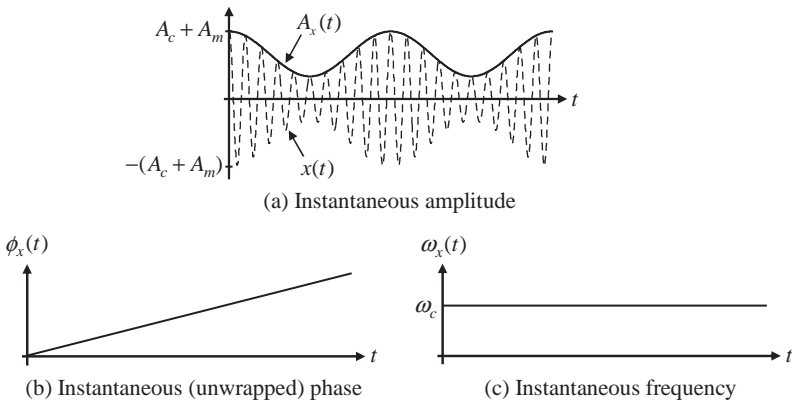 A_c + A_m
A_x(t)
t
−(A_c + A_m)
x(t)
(a) Instantaneous amplitude
ϕ_x(t)
t
(b) Instantaneous (unwrapped) phase
ω_x(t)
ω_c
t
(c) Instantaneous frequency